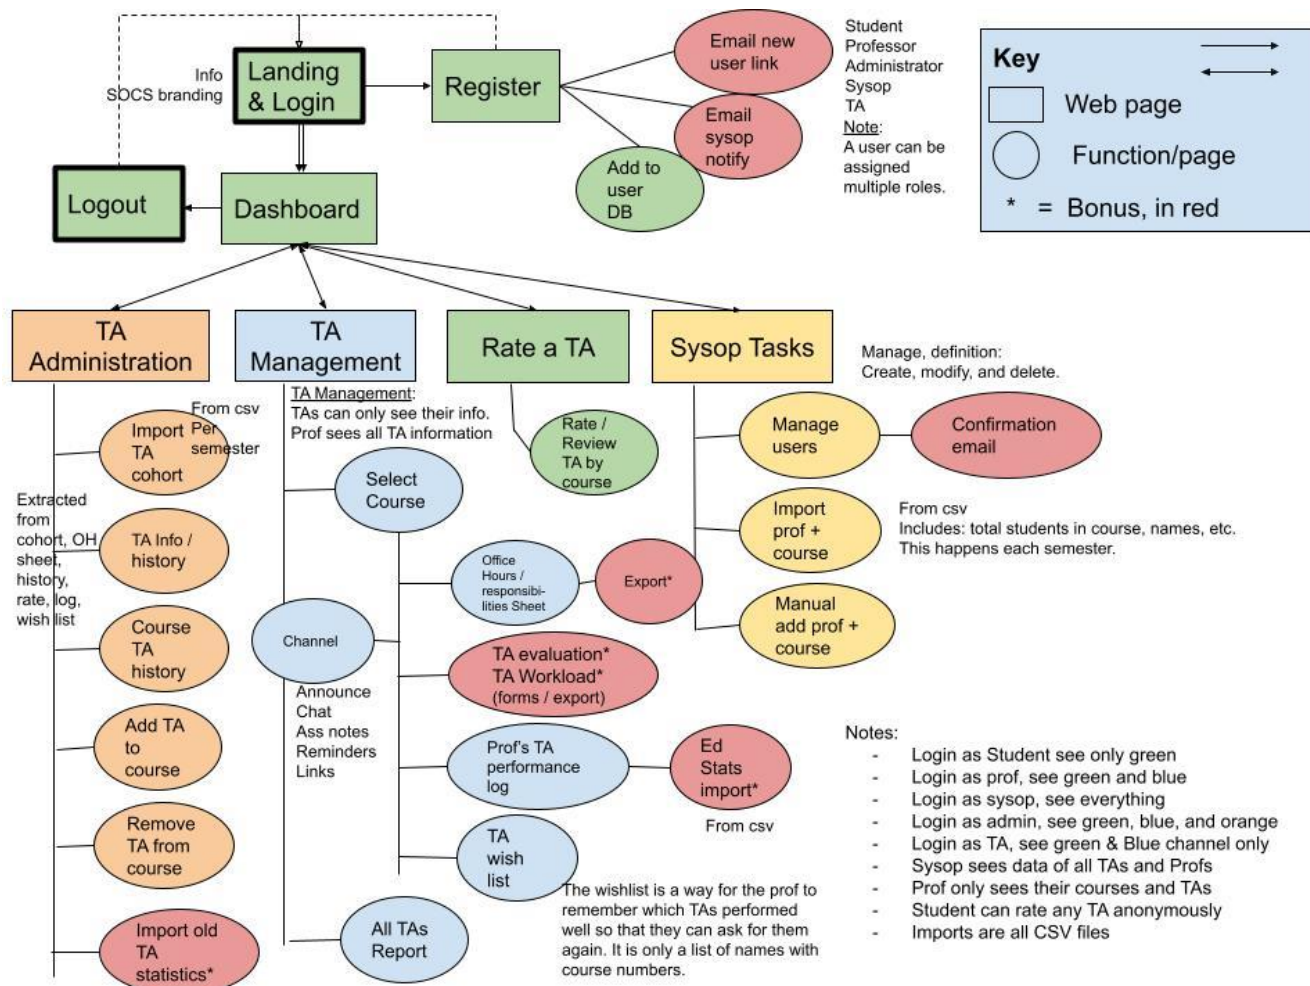 Info
SOCS branding
Landing
& Login
Register
Email new
user link
Email
sysop
notify
Add to
user
DB
Student
Professor
Administrator
Sysop
TA
Note:
A user can be
assigned
multiple roles.
Key
Web page
Function/page
* = Bonus, in red
Logout
Dashboard
TA
Administration
TA
Management
Rate a TA
Sysop Tasks
Manage, definition:
Create, modify, and delete.
From csv
Per
semester
Import
TA
cohort
Extracted
from
cohort, OH
sheet,
history,
rate, log,
wish list
TA Info /
history
Course
TA
history
Add TA
to
course
Remove
TA from
course
Import old
TA
statistics*
TA Management:
TAs can only see their info.
Prof sees all TA information
Select
Course
Channel
Announce
Chat
Ass notes
Reminders
Links
Office
Hours /
responsibi-
lities Sheet
Export*
TA evaluation*
TA Workload*
(forms / export)
Prof's TA
performance
log
Ed
Stats
import*
From csv
TA
wish
list
The wishlist is a way for the prof to
remember which TAs performed
well so that they can ask for them
again. It is only a list of names with
course numbers.
All TAs
Report
Rate /
Review
TA by
course
Manage
users
Confirmation
email
Import
prof +
course
From csv
Includes: total students in course, names, etc.
This happens each semester.
Manual
add prof +
course
Notes:
- Login as Student see only green
- Login as prof, see green and blue
- Login as sysop, see everything
- Login as admin, see green, blue, and orange
- Login as TA, see green & Blue channel only
- Sysop sees data of all TAs and Profs
- Prof only sees their courses and TAs
- Student can rate any TA anonymously
- Imports are all CSV files